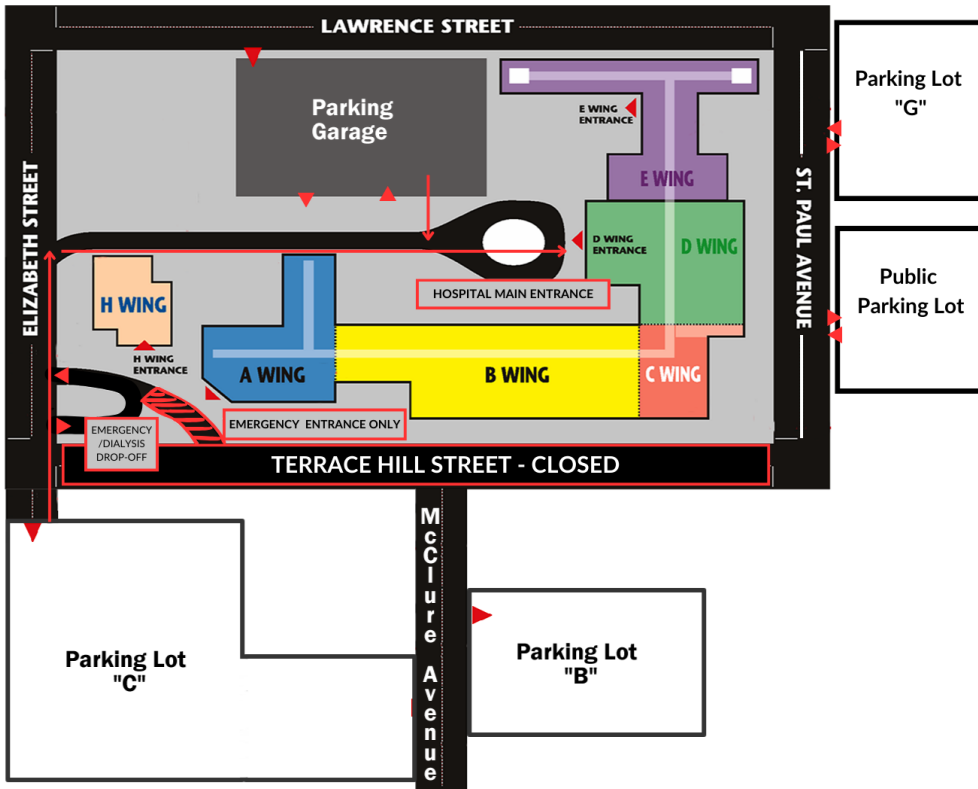 LAWRENCE STREET
Parking Lot
"G"
Parking
Garage
E WING
ENTRANCE
E WING
ELIZABETH STREET
ST. PAUL AVENUE
D WING
ENTRANCE
D WING
Public
Parking Lot
HOSPITAL MAIN ENTRANCE
H WING
H WING
ENTRANCE
A WING
B WING
C WING
EMERGENCY ENTRANCE ONLY
EMERGENCY
/DIALYSIS
DROP-OFF
TERRACE HILL STREET - CLOSED
McClure Avenue
Parking Lot
"C"
Parking Lot
"B"